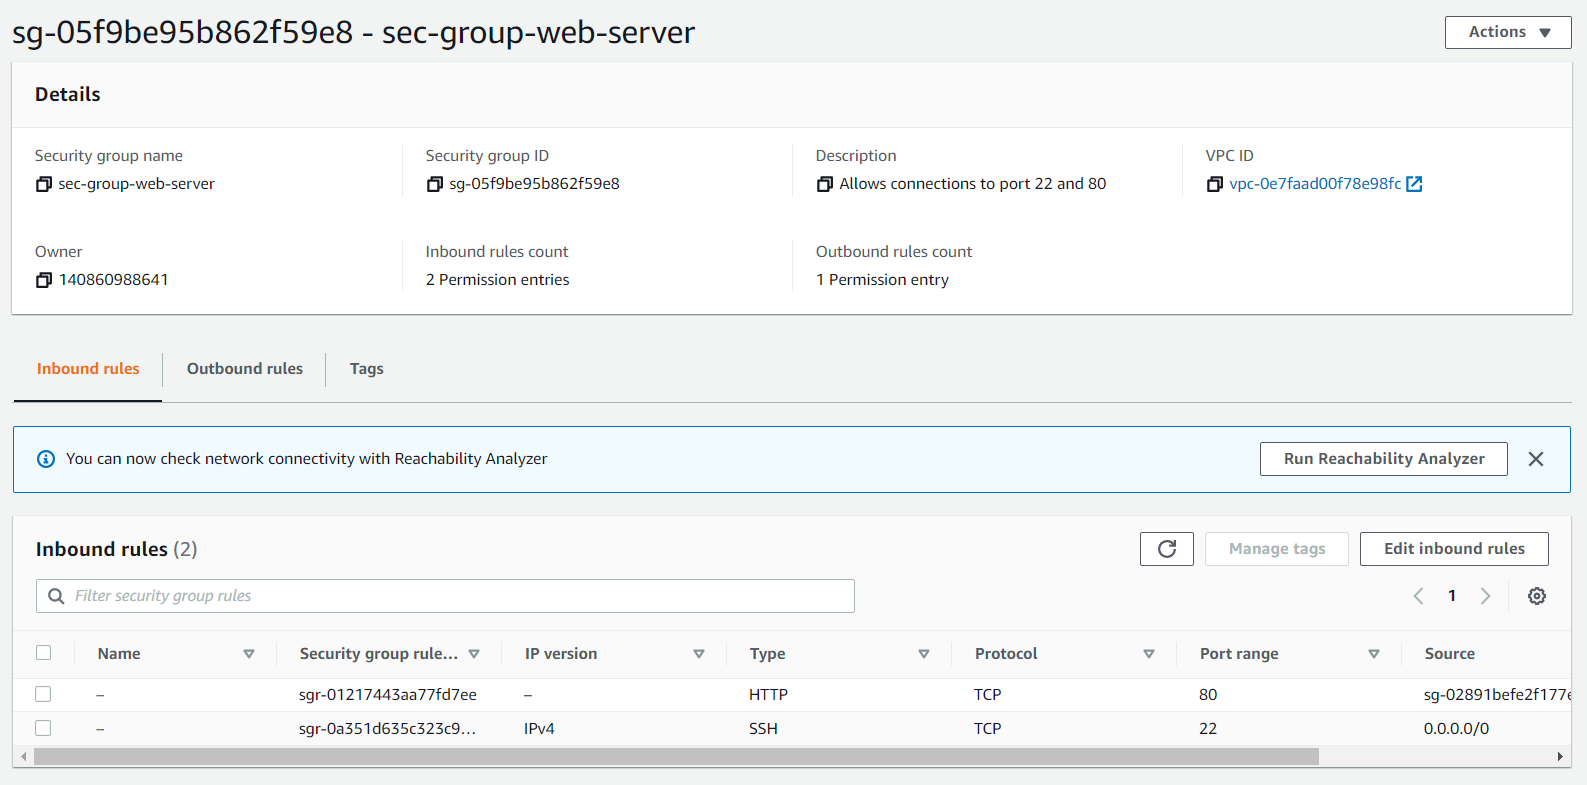 sg-05f9be95b862f59e8 - sec-group-web-server
Actions
Details
Security group name
sec-group-web-server
Security group ID
sg-05f9be95b862f59e8
Description
Allows connections to port 22 and 80
VPC ID
vpc-0e7faad00f78e98fc
Owner
140860988641
Inbound rules count
2 Permission entries
Outbound rules count
1 Permission entry
Inbound rules Outbound rules Tags
You can now check network connectivity with Reachability Analyzer Run Reachability Analyzer
Inbound rules (2) Manage tags Edit inbound rules
Filter security group rules 1
Name Security group rule... IP version Type Protocol Port range Source
– sgr-01217443aa77fd7ee – HTTP TCP 80 sg-02891befe2f177e
– sgr-0a351d635c323c9... IPv4 SSH TCP 22 0.0.0.0/0